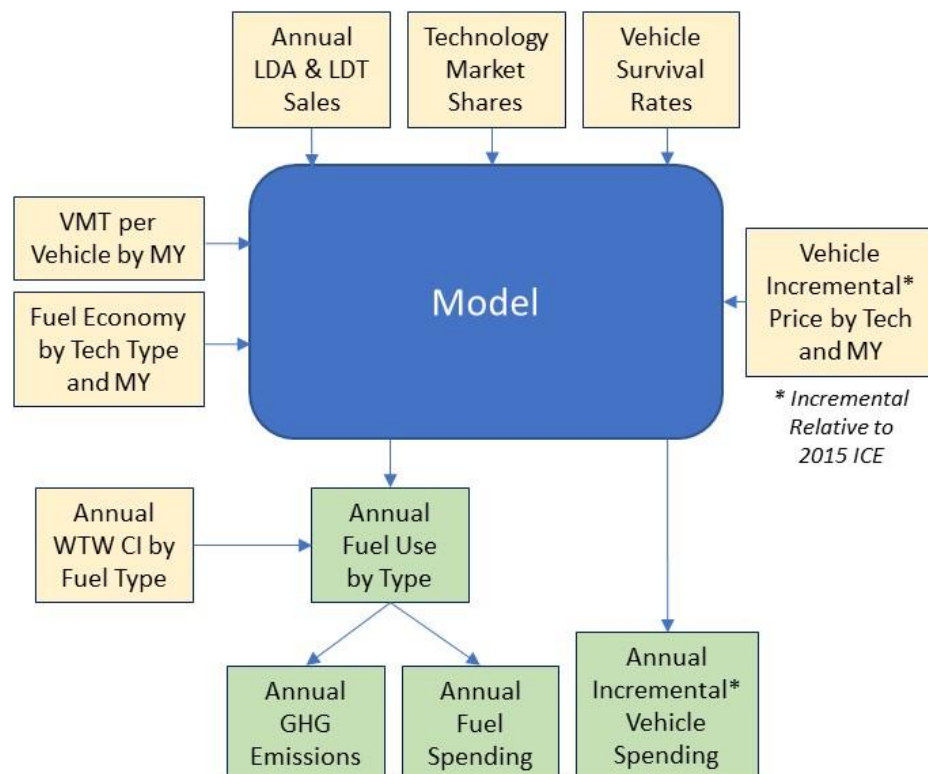 Annual
LDA & LDT
Sales
Technology
Market
Shares
Vehicle
Survival
Rates
VMT per
Vehicle by MY
Fuel Economy
by Tech Type
and MY
Model
Vehicle
Incremental*
Price by Tech
and MY
* Incremental
Relative to
2015 ICE
Annual
WTW CI by
Fuel Type
Annual
Fuel Use
by Type
Annual
GHG
Emissions
Annual
Fuel
Spending
Annual
Incremental*
Vehicle
Spending